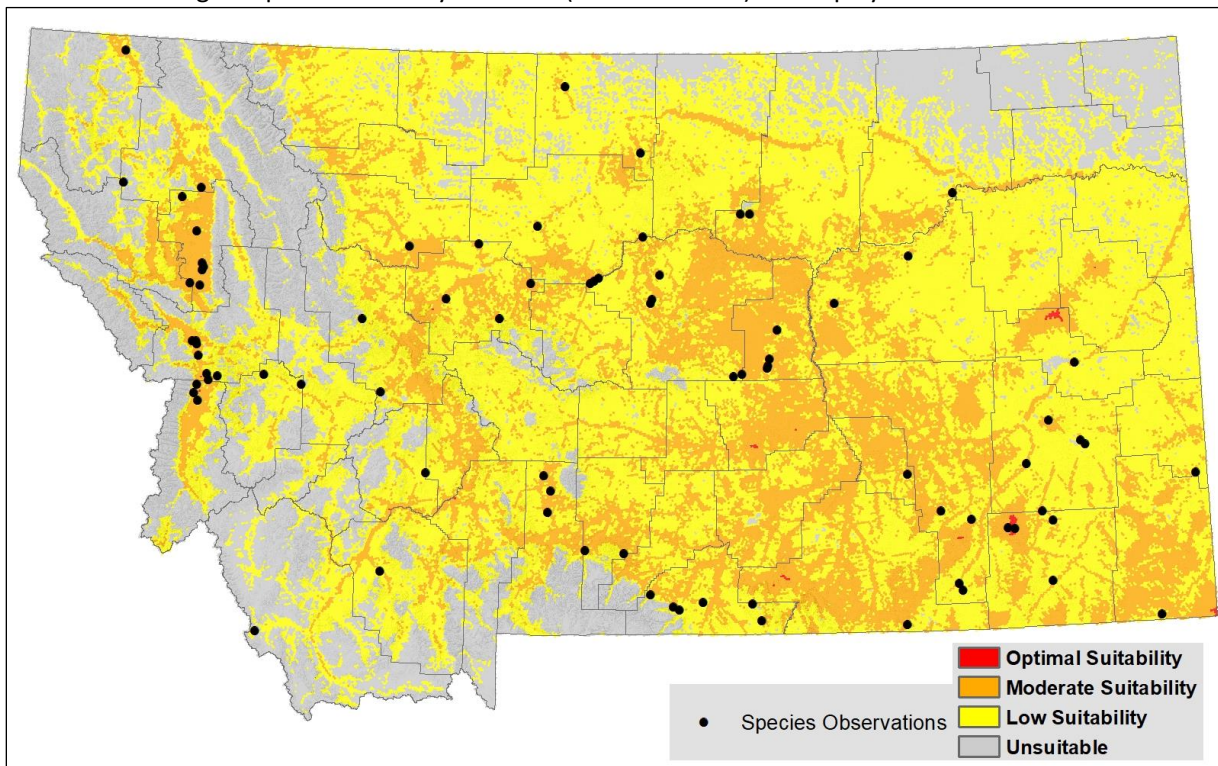 Species Observations
Optimal Suitability
Moderate Suitability
Low Suitability
Unsuitable